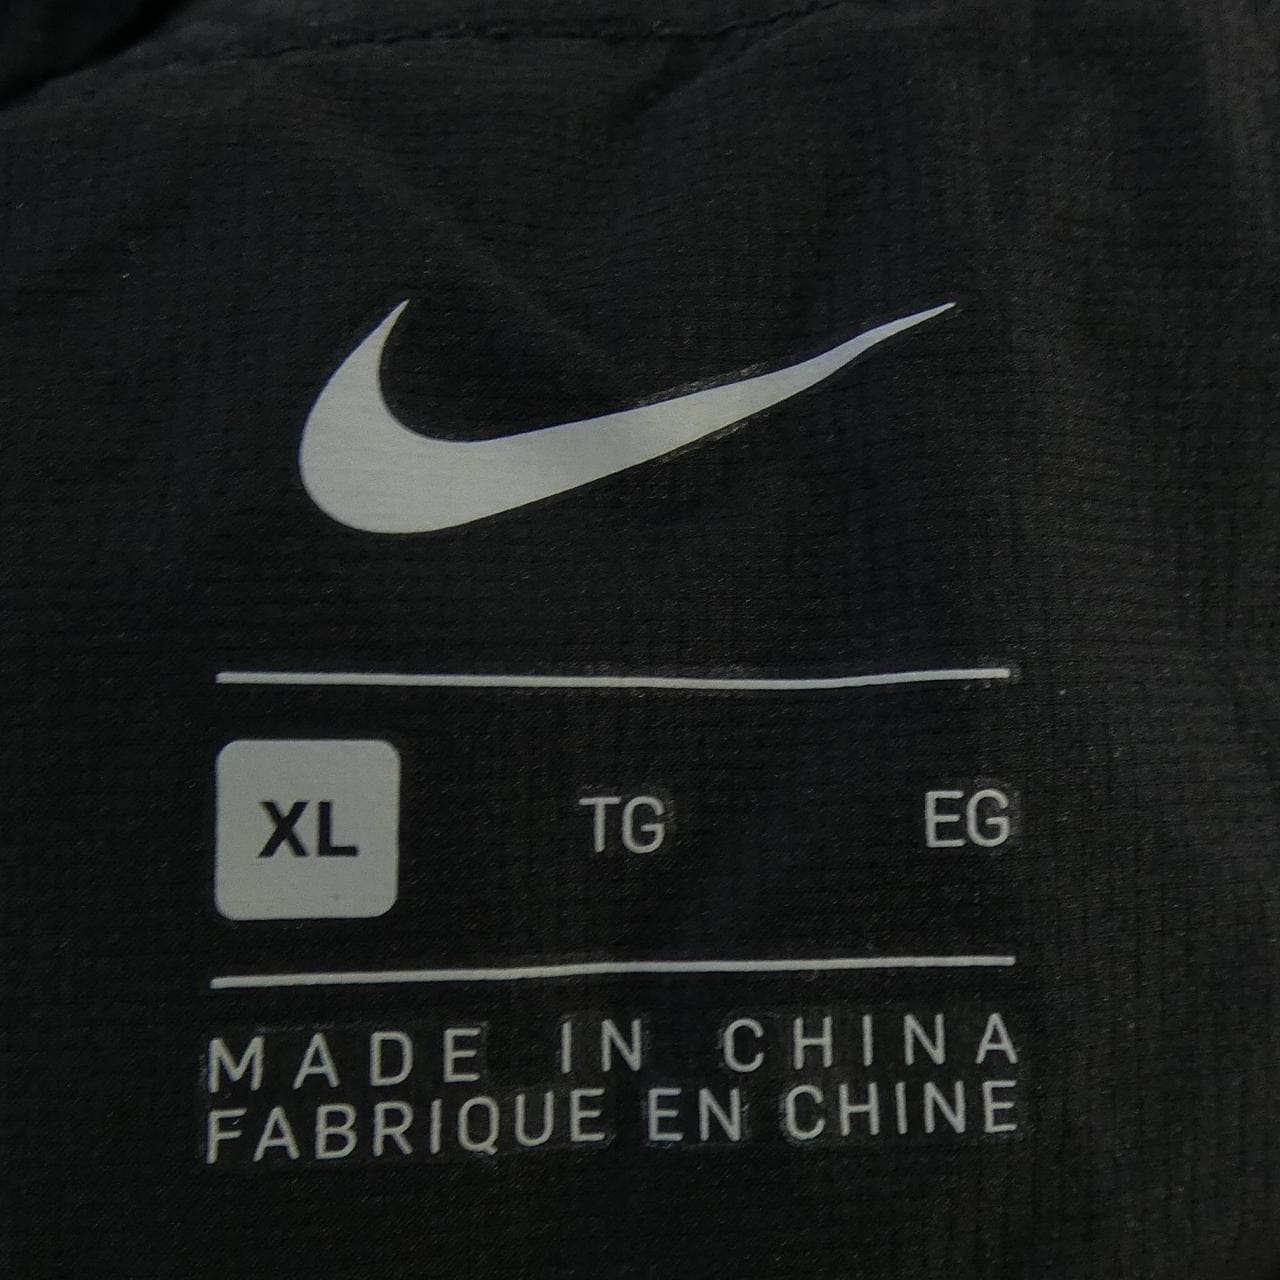 XL TG EG
MADE IN CHINA
FABRIQUE EN CHINE